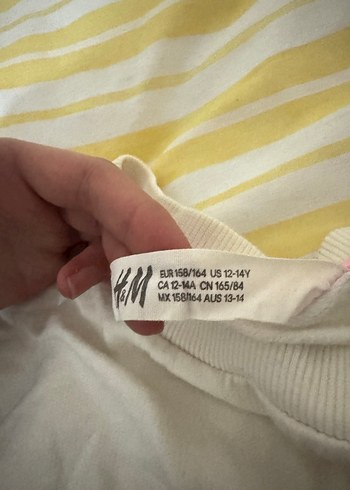 H&M
EUR 158/164 US 12-14Y
CA 12-14A CN 165/84
MX 158/164 AUS 13-14